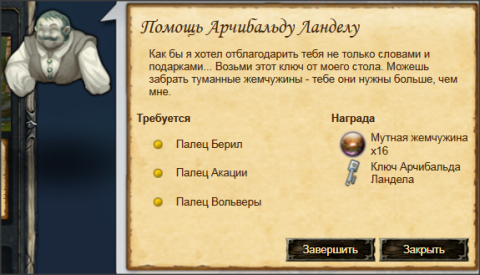 Помощь Арчибальду Ланделу
Как бы я хотел отблагодарить тебя не только словами и
подарками... Возьми этот ключ от моего стола. Можешь
забрать туманные жемчужины - тебе они нужны больше, чем
мне.
Требуется
Палец Берил
Палец Акации
Палец Вольверы
Награда
Мутная жемчужина
x16
Ключ Арчибальда
Ландела
Завершить
Закрыть